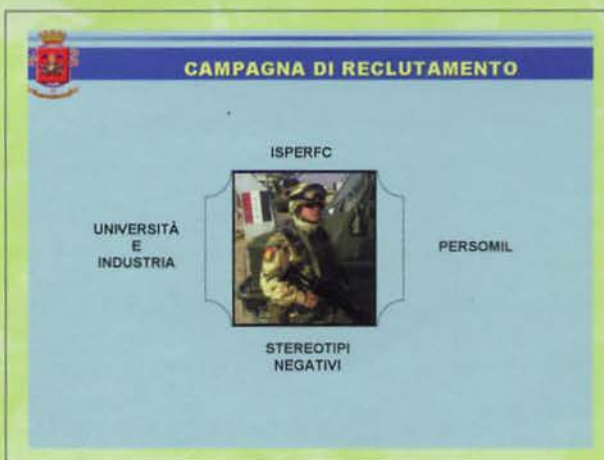 CAMPAGNA DI RECLUTAMENTO
ISPERFC
UNIVERSITÀ
E
INDUSTRIA
PERSOMIL
STEREOTIPI
NEGATIVI